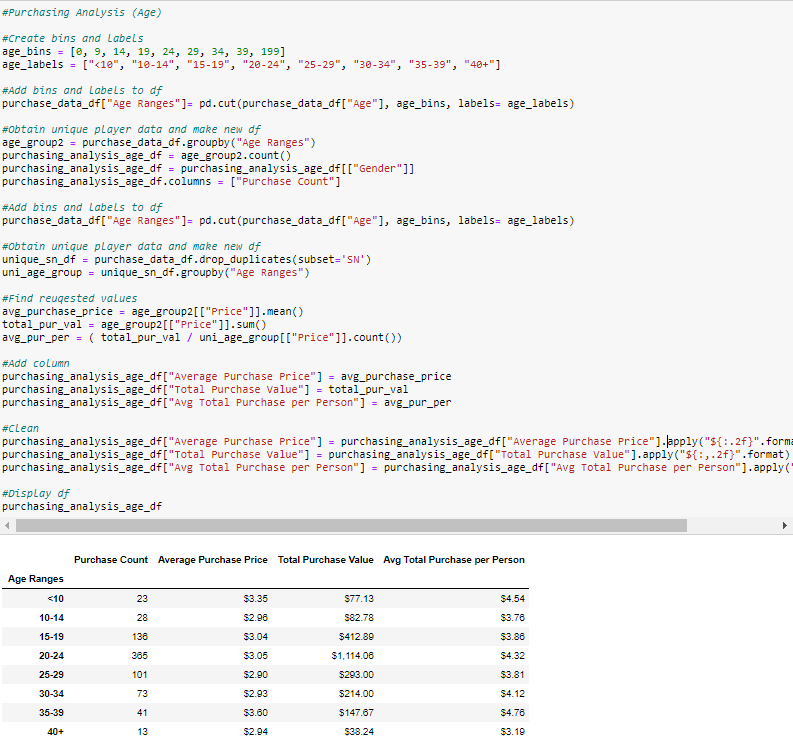 #Purchasing Analysis (Age)
#Create bins and labels
age_bins = [0, 9, 14, 19, 24, 29, 34, 39, 199]
age_labels = ["<10", "10-14", "15-19", "20-24", "25-29", "30-34", "35-39", "40+"]
#Add bins and labels to df
purchase_data_df["Age Ranges"]= pd.cut(purchase_data_df["Age"], age_bins, labels= age_labels)
#Obtain unique player data and make new df
age_group2 = purchase_data_df.groupby("Age Ranges")
purchasing_analysis_age_df = age_group2.count()
purchasing_analysis_age_df = purchasing_analysis_age_df[["Gender"]]
purchasing_analysis_age_df.columns = ["Purchase Count"]
#Add bins and labels to df
purchase_data_df["Age Ranges"]= pd.cut(purchase_data_df["Age"], age_bins, labels= age_labels)
#Obtain unique player data and make new df
unique_sn_df = purchase_data_df.drop_duplicates(subset='SN')
uni_age_group = unique_sn_df.groupby("Age Ranges")
#Find reuqested values
avg_purchase_price = age_group2[["Price"]].mean()
total_pur_val = age_group2[["Price"]].sum()
avg_pur_per = ( total_pur_val / uni_age_group[["Price"]].count())
#Add column
purchasing_analysis_age_df["Average Purchase Price"] = avg_purchase_price
purchasing_analysis_age_df["Total Purchase Value"] = total_pur_val
purchasing_analysis_age_df["Avg Total Purchase per Person"] = avg_pur_per
#Clean
purchasing_analysis_age_df["Average Purchase Price"] = purchasing_analysis_age_df["Average Purchase Price"].apply("${:.2f}".forma
purchasing_analysis_age_df["Total Purchase Value"] = purchasing_analysis_age_df["Total Purchase Value"].apply("${:,.2f}".format)
purchasing_analysis_age_df["Avg Total Purchase per Person"] = purchasing_analysis_age_df["Avg Total Purchase per Person"].apply("
#Display df
purchasing_analysis_age_df
Purchase Count Average Purchase Price Total Purchase Value Avg Total Purchase per Person
Age Ranges
<10 23 $3.35 $77.13 $4.54
10-14 28 $2.96 $82.78 $3.76
15-19 136 $3.04 $412.89 $3.86
20-24 365 $3.05 $1,114.06 $4.32
25-29 101 $2.90 $293.00 $3.81
30-34 73 $2.93 $214.00 $4.12
35-39 41 $3.60 $147.67 $4.76
40+ 13 $2.94 $38.24 $3.19